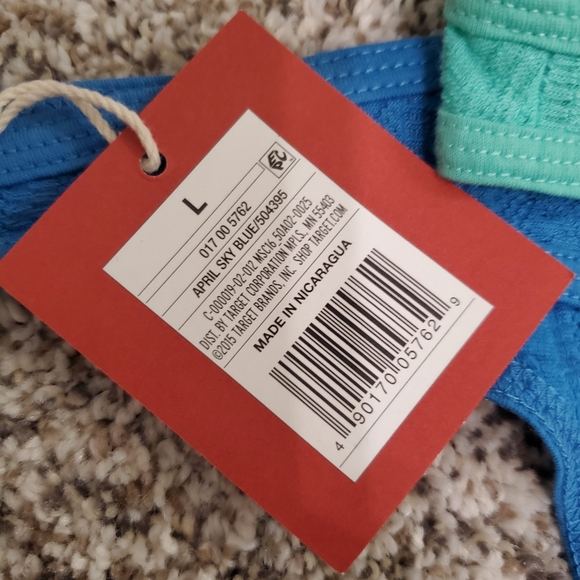 L
017 00 5762
APRIL SKY BLUE/504395
C-000019-02-012 MSC16 50A02-0025
DIST. BY TARGET CORPORATION MPLS., MN 55403
©2015 TARGET BRANDS, INC. SHOP TARGET.COM
MADE IN NICARAGUA
4 90170 05762 9